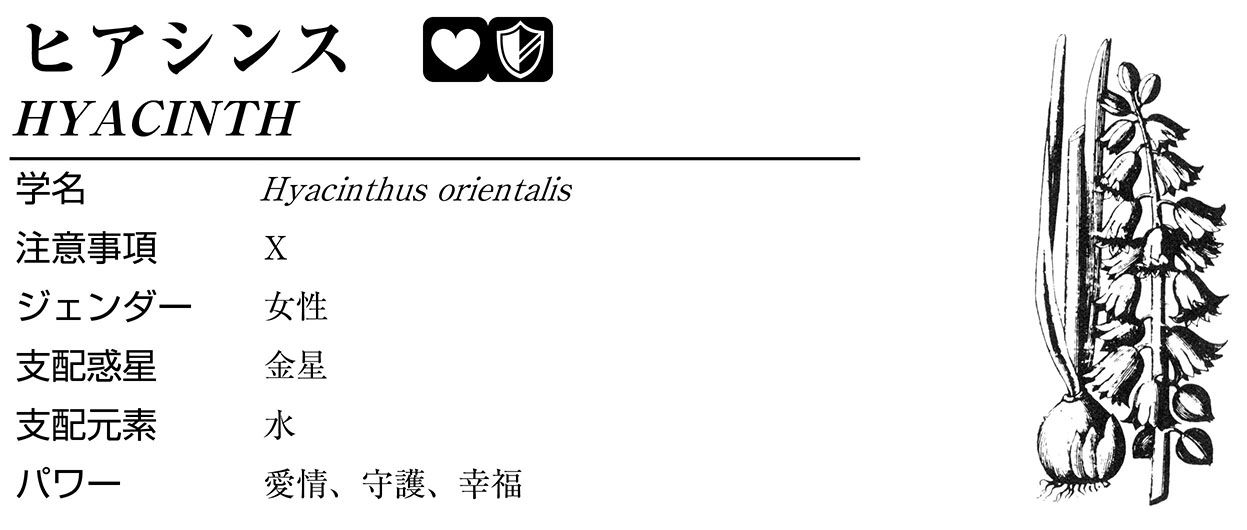 ヒアシンス
HYACINTH
学名 Hyacinthus orientalis
注意事項 X
ジェンダー 女性
支配惑星 金星
支配元素 水
パワー 愛情、守護、幸福